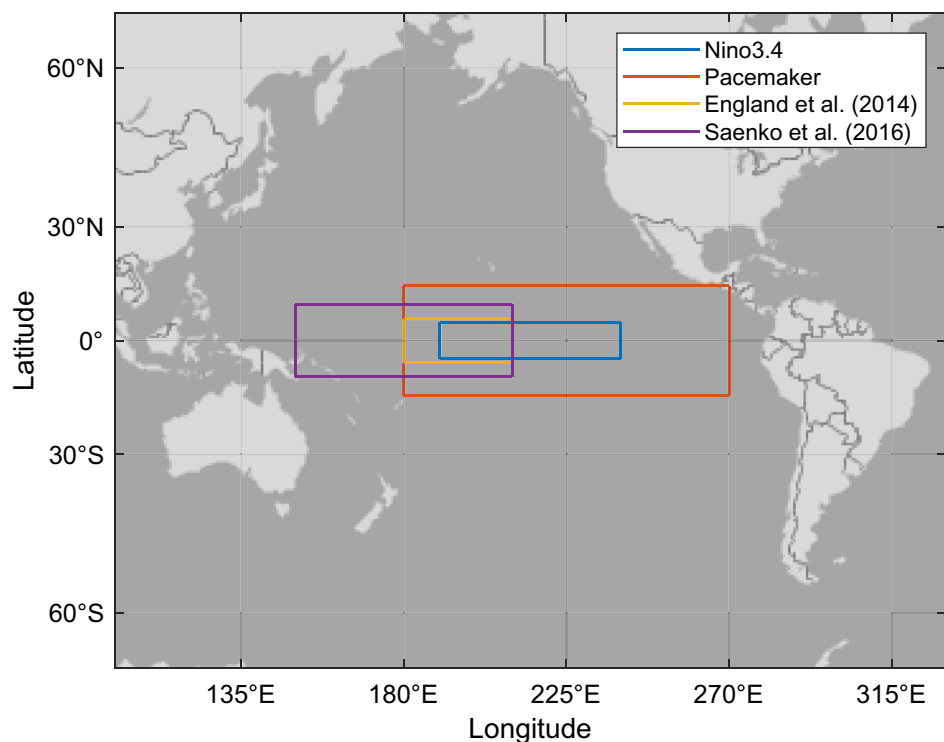 Nino3.4
Pacemaker
England et al. (2014)
Saenko et al. (2016)
60°N
30°N
0°
30°S
60°S
Latitude
135°E 180°E 225°E 270°E 315°E
Longitude